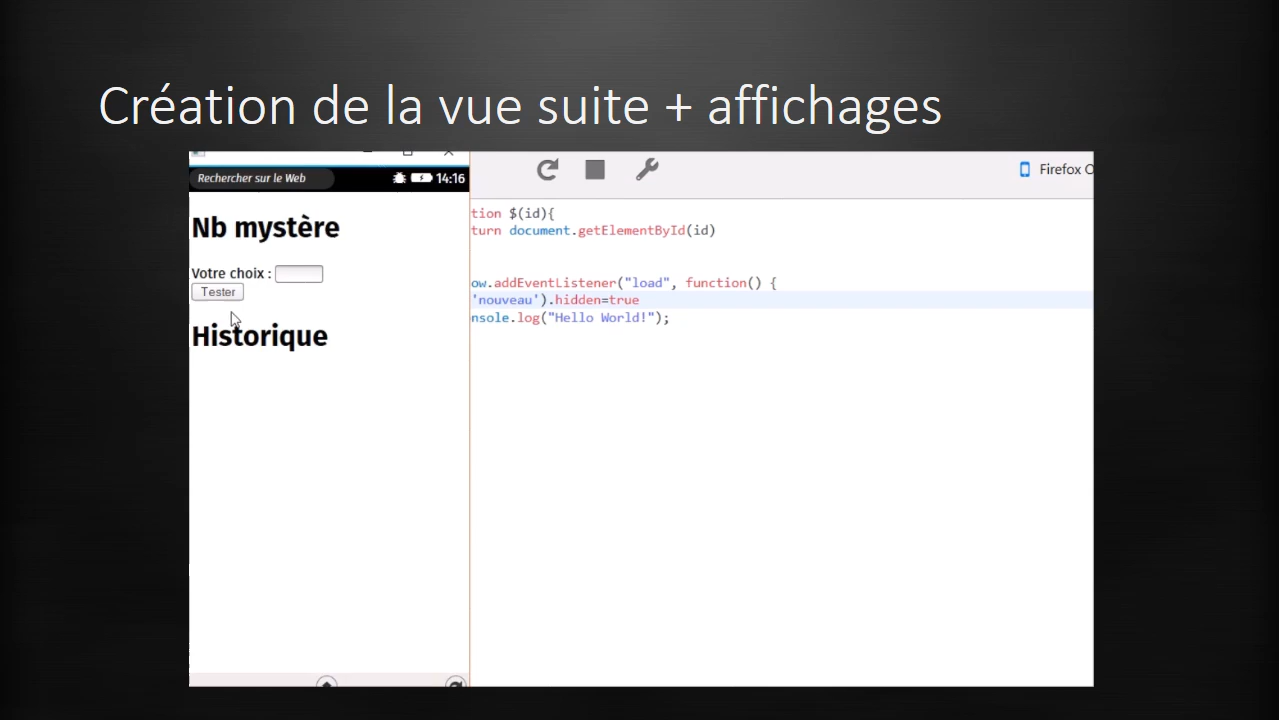 Création de la vue suite + affichages
Rechercher sur le Web
14:16
Firefox O
Nb mystère
Votre choix :
Tester
Historique
tion $(id){
turn document.getElementById(id)
ow.addEventListener("load", function() {
'nouveau').hidden=true
nsole.log("Hello World!");